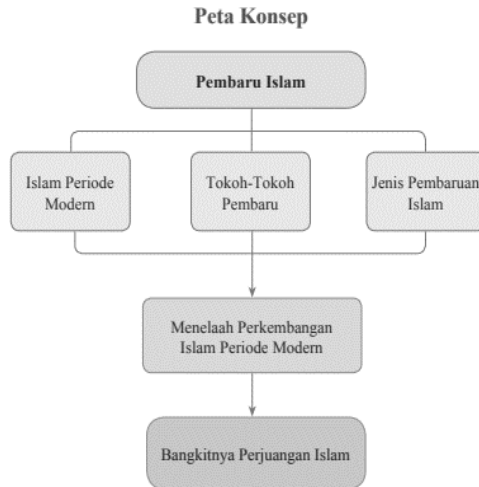 Peta Konsep
Pembaru Islam
Islam Periode
Modern
Tokoh-Tokoh
Pembaru
Jenis Pembaruan
Islam
Menelaah Perkembangan
Islam Periode Modern
Bangkitnya Perjuangan Islam